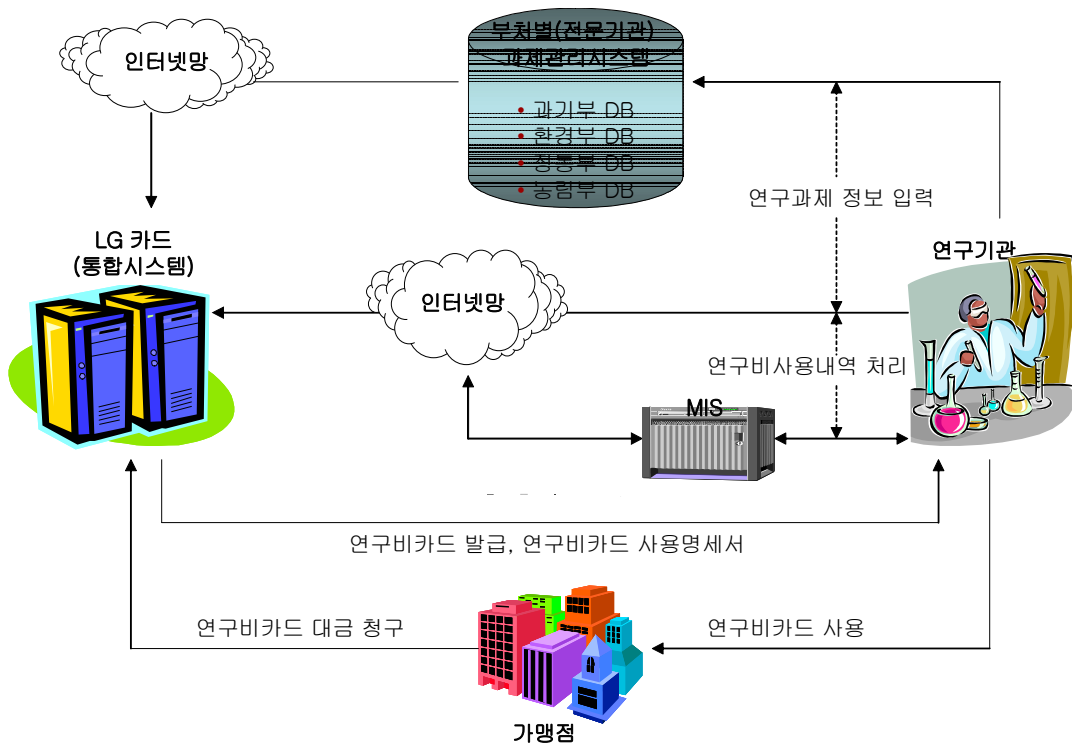 인터넷망
부처별(전문기관)
과제관리시스템
• 과기부 DB
• 환경부 DB
• 정통부 DB
• 농림부 DB
연구과제 정보 입력
LG 카드
(통합시스템)
연구기관
인터넷망
연구비사용내역 처리
MIS
연구비카드 발급, 연구비카드 사용명세서
연구비카드 대금 청구
연구비카드 사용
가맹점